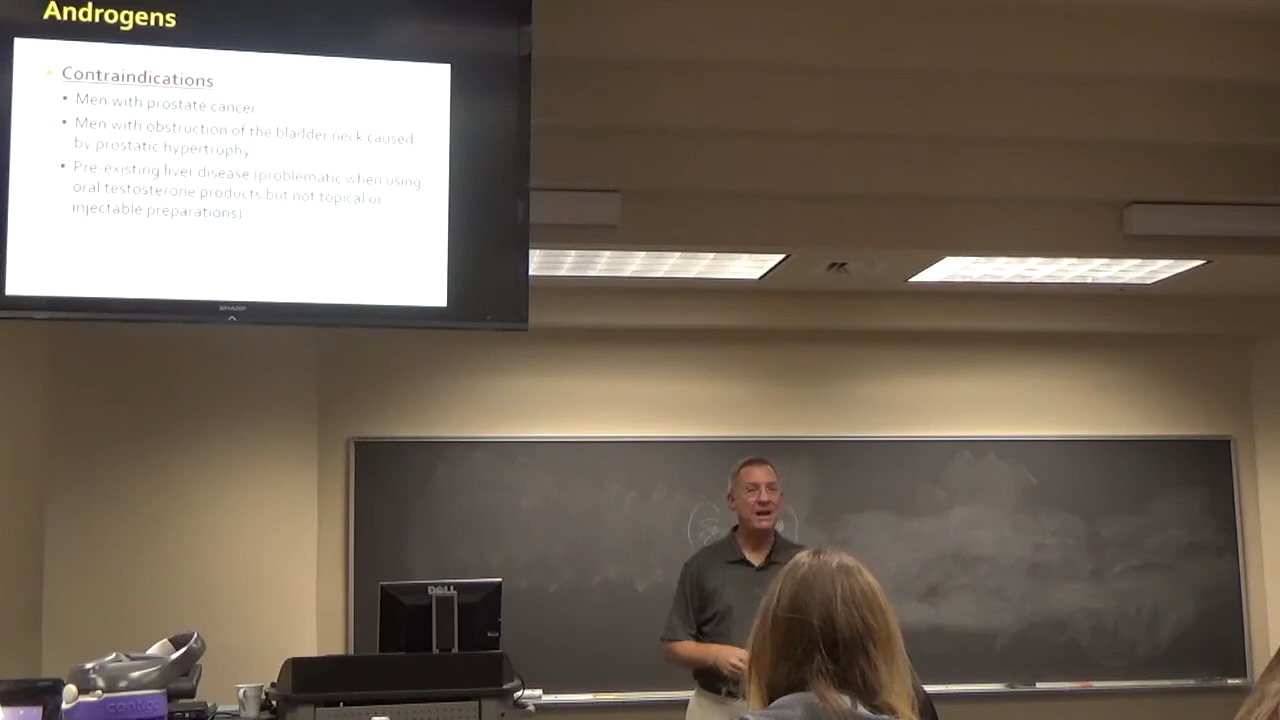 Androgens
Contraindications
Men with prostate cancer
Men with obstruction of the bladder neck caused
by prostatic hypertrophy
Pre-existing liver disease (problematic when using
oral testosterone products but not topical or
injectable preparations)
SHARP
DELL
contigo